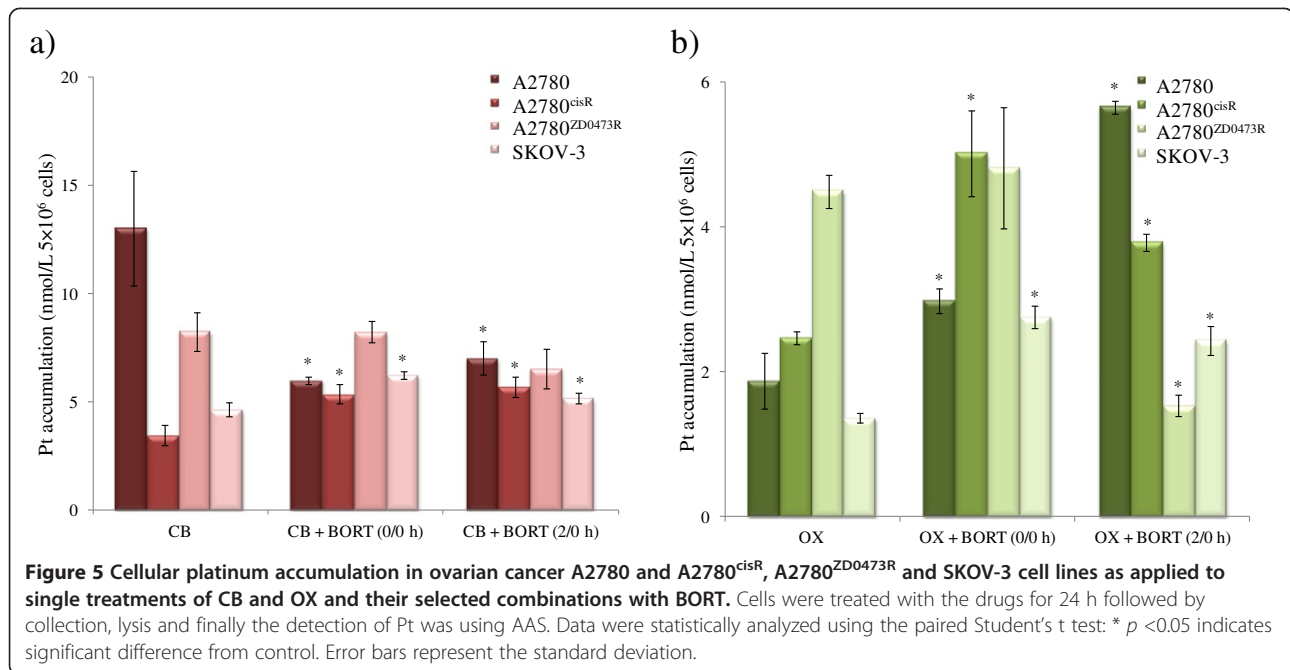 a)
20
15
10
5
0
Pt accumulation (nmol/L 5×10⁶ cells)
A2780
A2780ᶜⁱˢᴿ
A2780ᶻᴰ⁰⁴⁷³ᴿ
SKOV-3
* * *
* * *
CB
CB + BORT (0/0 h)
CB + BORT (2/0 h)
b)
6
4
2
0
Pt accumulation (nmol/L 5×10⁶ cells)
A2780
A2780ᶜⁱˢᴿ
A2780ᶻᴰ⁰⁴⁷³ᴿ
SKOV-3
* * *
* * * *
OX
OX + BORT (0/0 h)
OX + BORT (2/0 h)
Figure 5 Cellular platinum accumulation in ovarian cancer A2780 and A2780ᶜⁱˢᴿ, A2780ᶻᴰ⁰⁴⁷³ᴿ and SKOV-3 cell lines as applied to
single treatments of CB and OX and their selected combinations with BORT. Cells were treated with the drugs for 24 h followed by
collection, lysis and finally the detection of Pt was using AAS. Data were statistically analyzed using the paired Student's t test: * p <0.05 indicates
significant difference from control. Error bars represent the standard deviation.